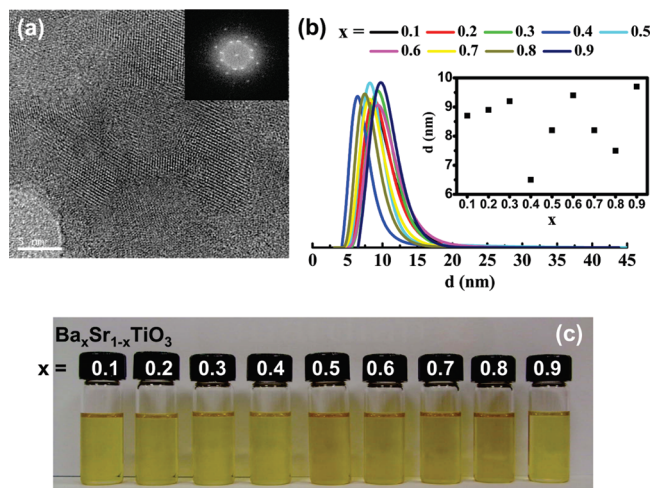 (a)
(b)
x = 0.1 0.2 0.3 0.4 0.5
0.6 0.7 0.8 0.9
10
9
8
7
6
d (nm)
0.1 0.2 0.3 0.4 0.5 0.6 0.7 0.8 0.9
x
0 5 10 15 20 25 30 35 40 45
d (nm)
BaxSr1-xTiO3
(c)
x = 0.1 0.2 0.3 0.4 0.5 0.6 0.7 0.8 0.9